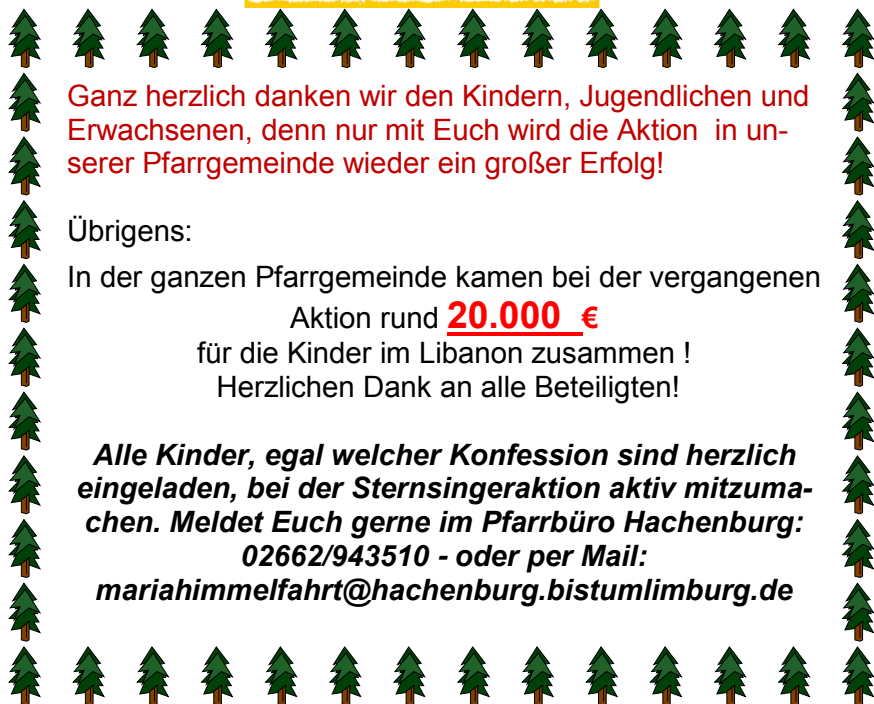 Ganz herzlich danken wir den Kindern, Jugendlichen und
Erwachsenen, denn nur mit Euch wird die Aktion in un-
serer Pfarrgemeinde wieder ein großer Erfolg!
Übrigens:
In der ganzen Pfarrgemeinde kamen bei der vergangenen
Aktion rund 20.000 €
für die Kinder im Libanon zusammen !
Herzlichen Dank an alle Beteiligten!
Alle Kinder, egal welcher Konfession sind herzlich
eingeladen, bei der Sternsingeraktion aktiv mitzuma-
chen. Meldet Euch gerne im Pfarrbüro Hachenburg:
02662/943510 - oder per Mail:
mariahimmelfahrt@hachenburg.bistumlimburg.de